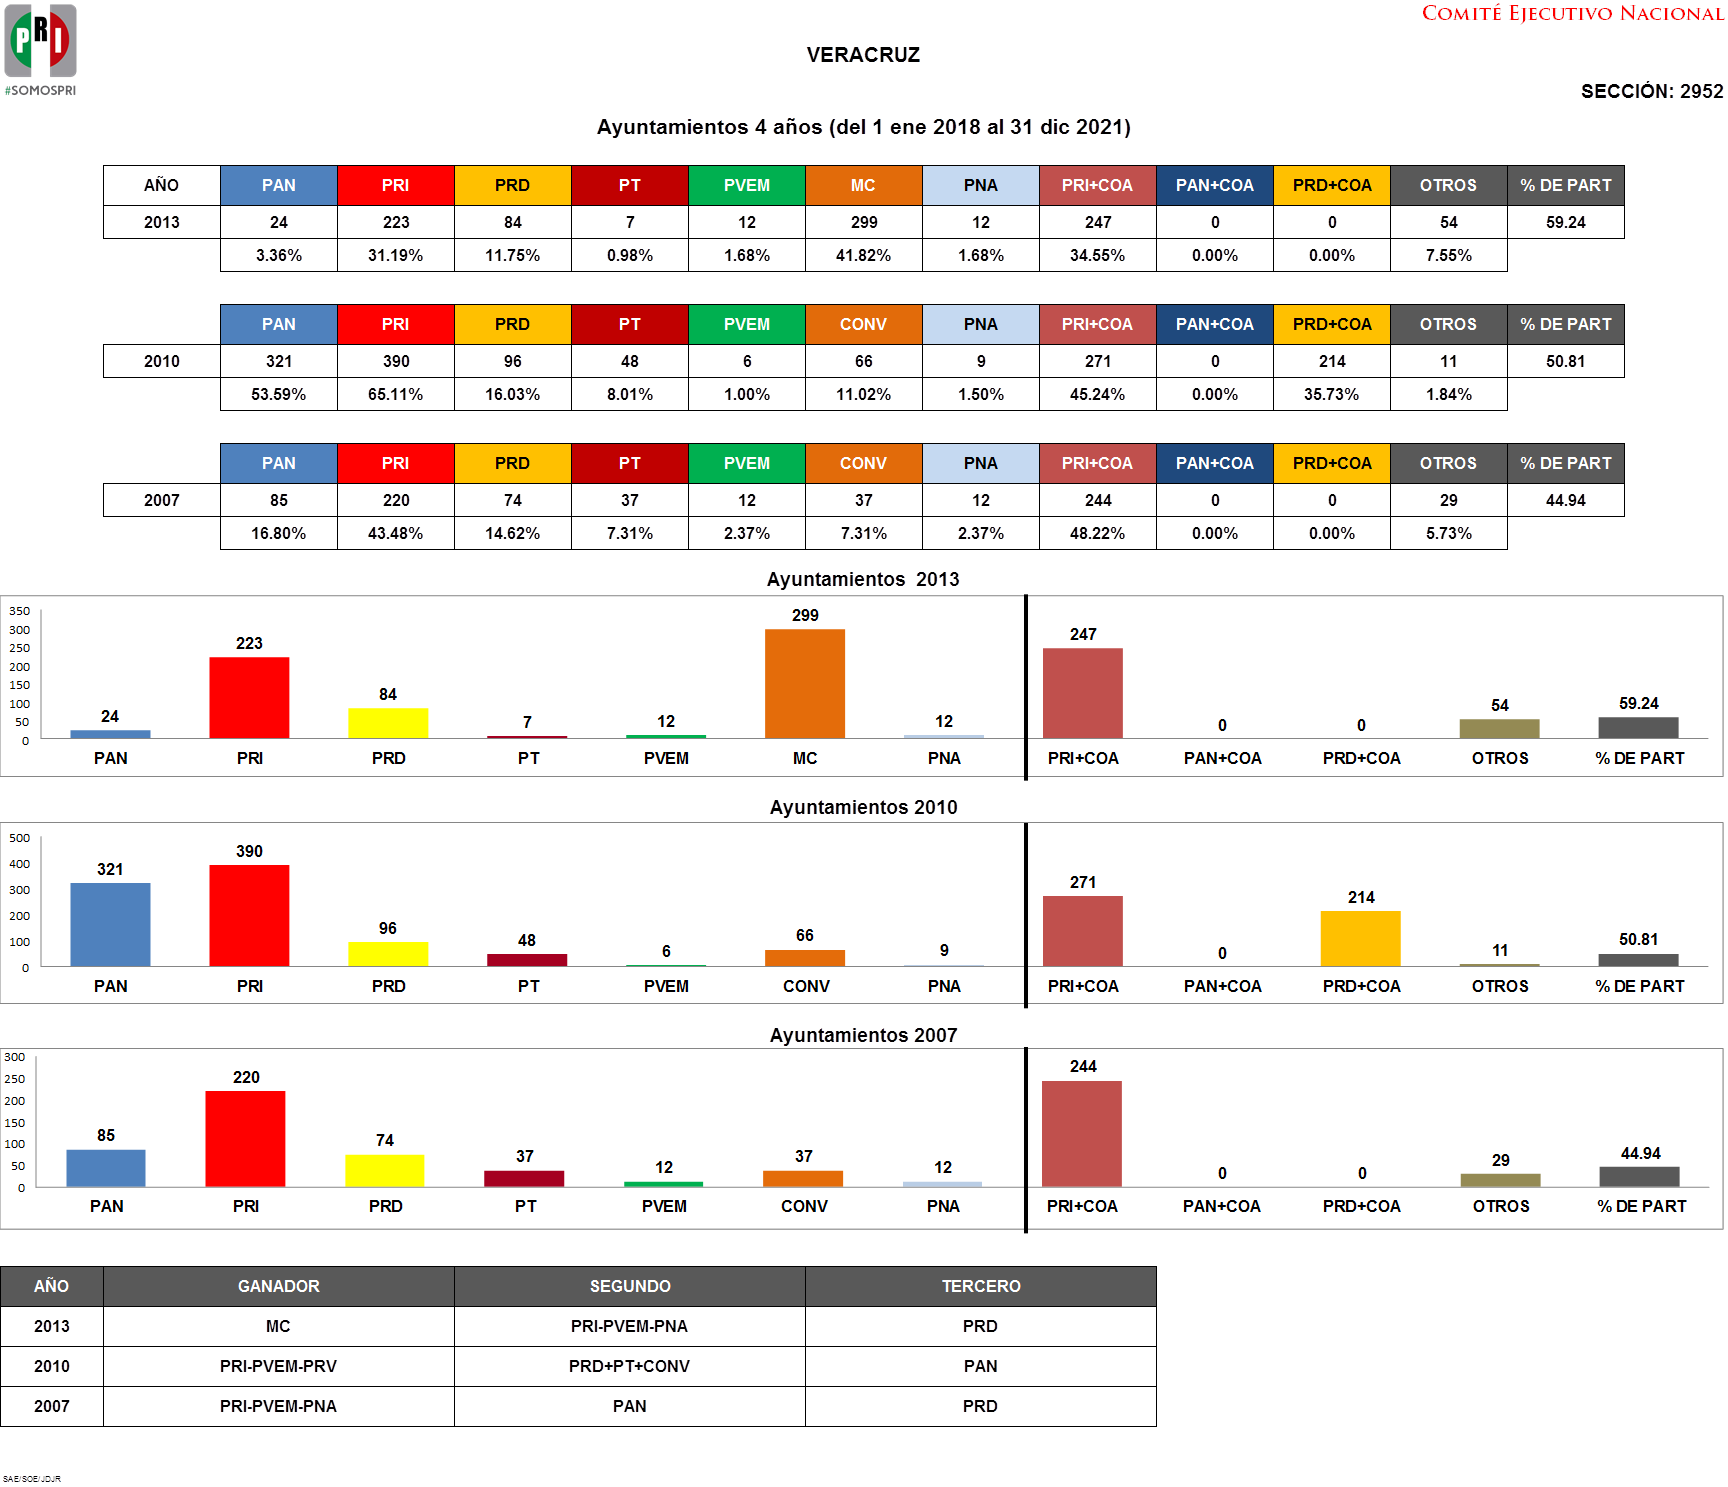 PRI
#SOMOSPRI
COMITÉ EJECUTIVO NACIONAL
VERACRUZ
SECCIÓN: 2952
Ayuntamientos 4 años (del 1 ene 2018 al 31 dic 2021)
AÑO PAN PRI PRD PT PVEM MC PNA PRI+COA PAN+COA PRD+COA OTROS % DE PART
2013 24 223 84 7 12 299 12 247 0 0 54 59.24
3.36% 31.19% 11.75% 0.98% 1.68% 41.82% 1.68% 34.55% 0.00% 0.00% 7.55%
PAN PRI PRD PT PVEM CONV PNA PRI+COA PAN+COA PRD+COA OTROS % DE PART
2010 321 390 96 48 6 66 9 271 0 214 11 50.81
53.59% 65.11% 16.03% 8.01% 1.00% 11.02% 1.50% 45.24% 0.00% 35.73% 1.84%
PAN PRI PRD PT PVEM CONV PNA PRI+COA PAN+COA PRD+COA OTROS % DE PART
2007 85 220 74 37 12 37 12 244 0 0 29 44.94
16.80% 43.48% 14.62% 7.31% 2.37% 7.31% 2.37% 48.22% 0.00% 0.00% 5.73%
Ayuntamientos 2013
350
300
250
200
150
100
50
0
24 223 84 7 12 299 12 247 0 0 54 59.24
PAN PRI PRD PT PVEM MC PNA PRI+COA PAN+COA PRD+COA OTROS % DE PART
Ayuntamientos 2010
500
400
300
200
100
0
321 390 96 48 6 66 9 271 0 214 11 50.81
PAN PRI PRD PT PVEM CONV PNA PRI+COA PAN+COA PRD+COA OTROS % DE PART
Ayuntamientos 2007
300
250
200
150
100
50
0
85 220 74 37 12 37 12 244 0 0 29 44.94
PAN PRI PRD PT PVEM CONV PNA PRI+COA PAN+COA PRD+COA OTROS % DE PART
AÑO GANADOR SEGUNDO TERCERO
2013 MC PRI-PVEM-PNA PRD
2010 PRI-PVEM-PRV PRD+PT+CONV PAN
2007 PRI-PVEM-PNA PAN PRD
SAE/SOE/JDJR